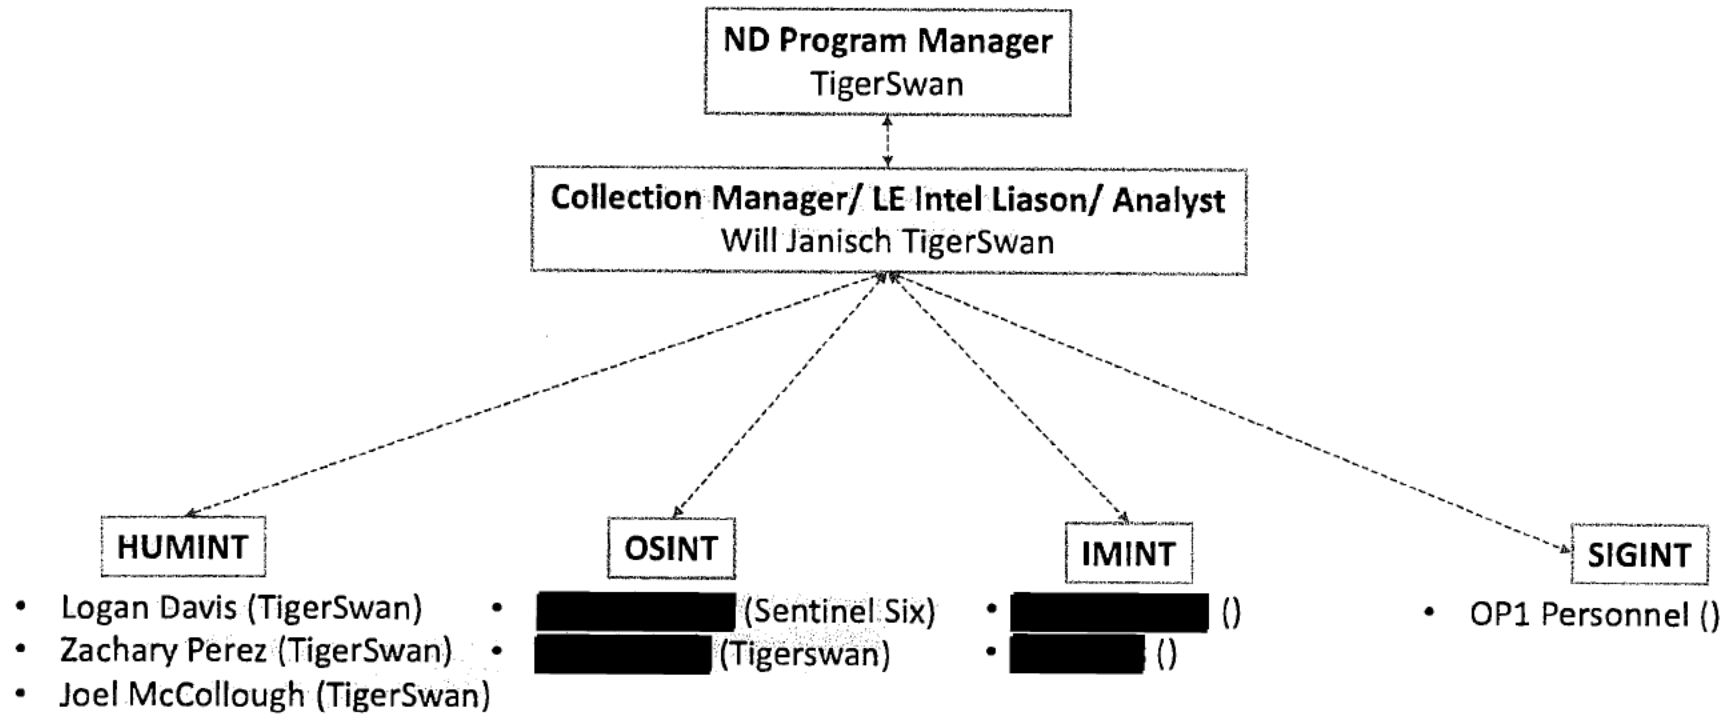 ND Program Manager
TigerSwan
Collection Manager/ LE Intel Liason/ Analyst
Will Janisch TigerSwan
HUMINT
• Logan Davis (TigerSwan)
• Zachary Perez (TigerSwan)
• Joel McCollough (TigerSwan)
OSINT
• (Sentinel Six)
• (Tigerswan)
IMINT
• ()
• ()
SIGINT
• OP1 Personnel ()